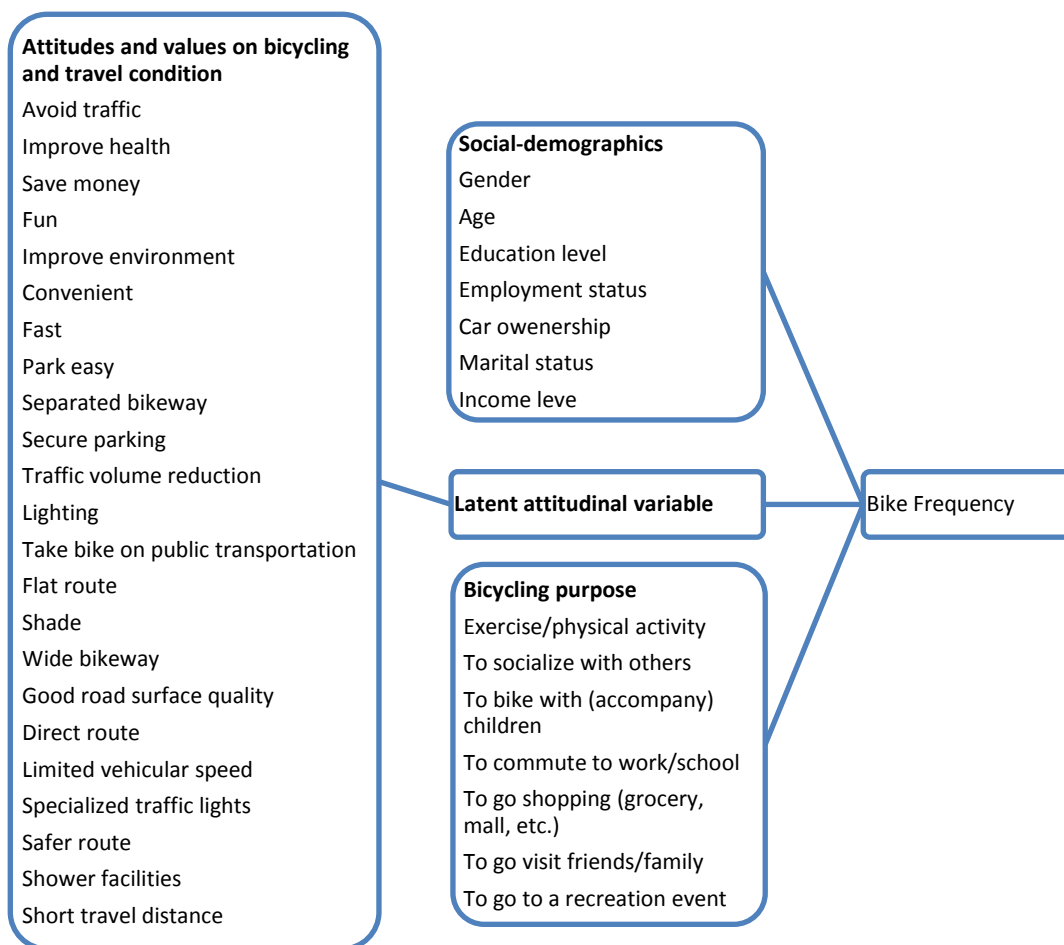 Attitudes and values on bicycling
and travel condition
Avoid traffic
Improve health
Save money
Fun
Improve environment
Convenient
Fast
Park easy
Separated bikeway
Secure parking
Traffic volume reduction
Lighting
Take bike on public transportation
Flat route
Shade
Wide bikeway
Good road surface quality
Direct route
Limited vehicular speed
Specialized traffic lights
Safer route
Shower facilities
Short travel distance
Social-demographics
Gender
Age
Education level
Employment status
Car owenership
Marital status
Income leve
Latent attitudinal variable
Bicycling purpose
Exercise/physical activity
To socialize with others
To bike with (accompany)
children
To commute to work/school
To go shopping (grocery,
mall, etc.)
To go visit friends/family
To go to a recreation event
Bike Frequency